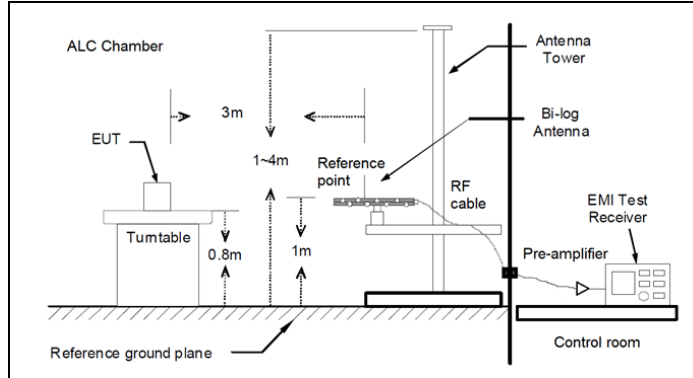 ALC Chamber
Antenna
Tower
3m
Bi-log
Antenna
EUT
1~4m
Reference
point
RF
cable
EMI Test
Receiver
Turntable
0.8m
1m
Pre-amplifier
Reference ground plane
Control room